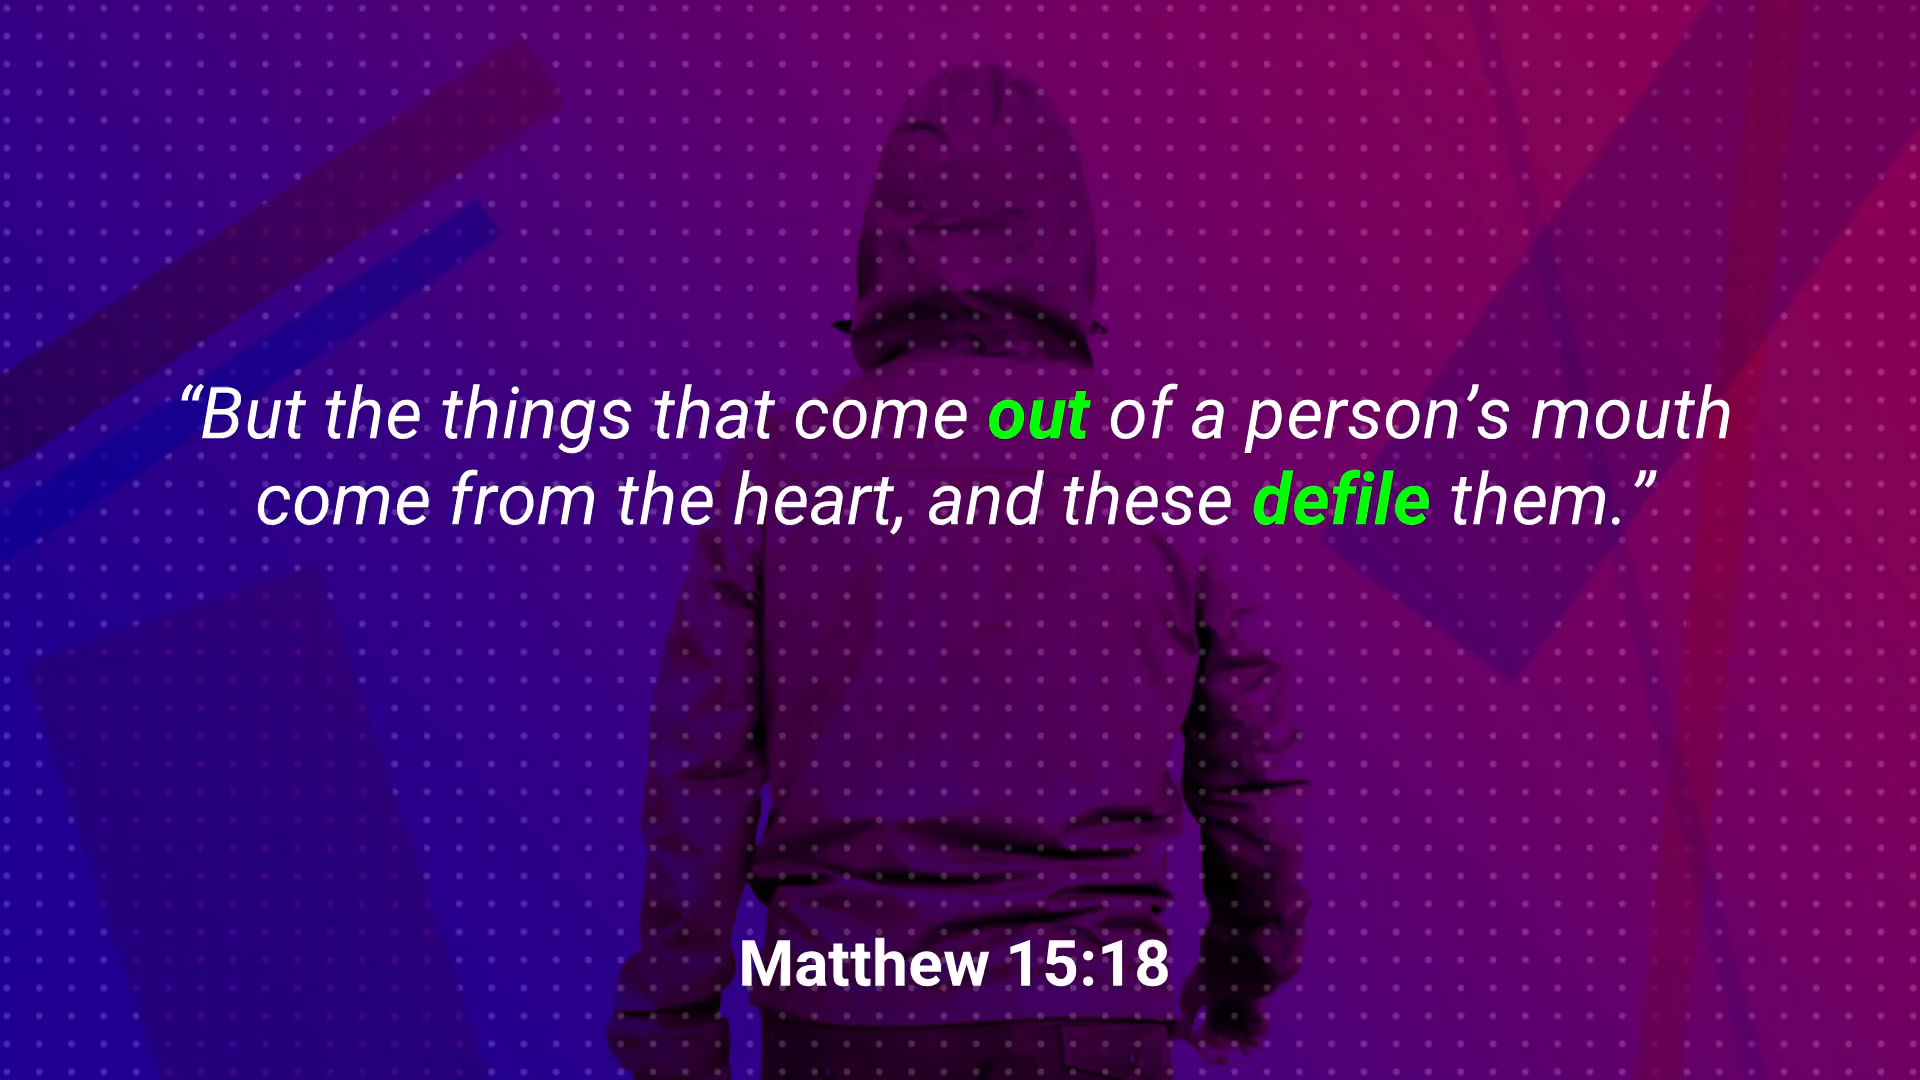 “But the things that come out of a person’s mouth
come from the heart, and these defile them.”
Matthew 15:18